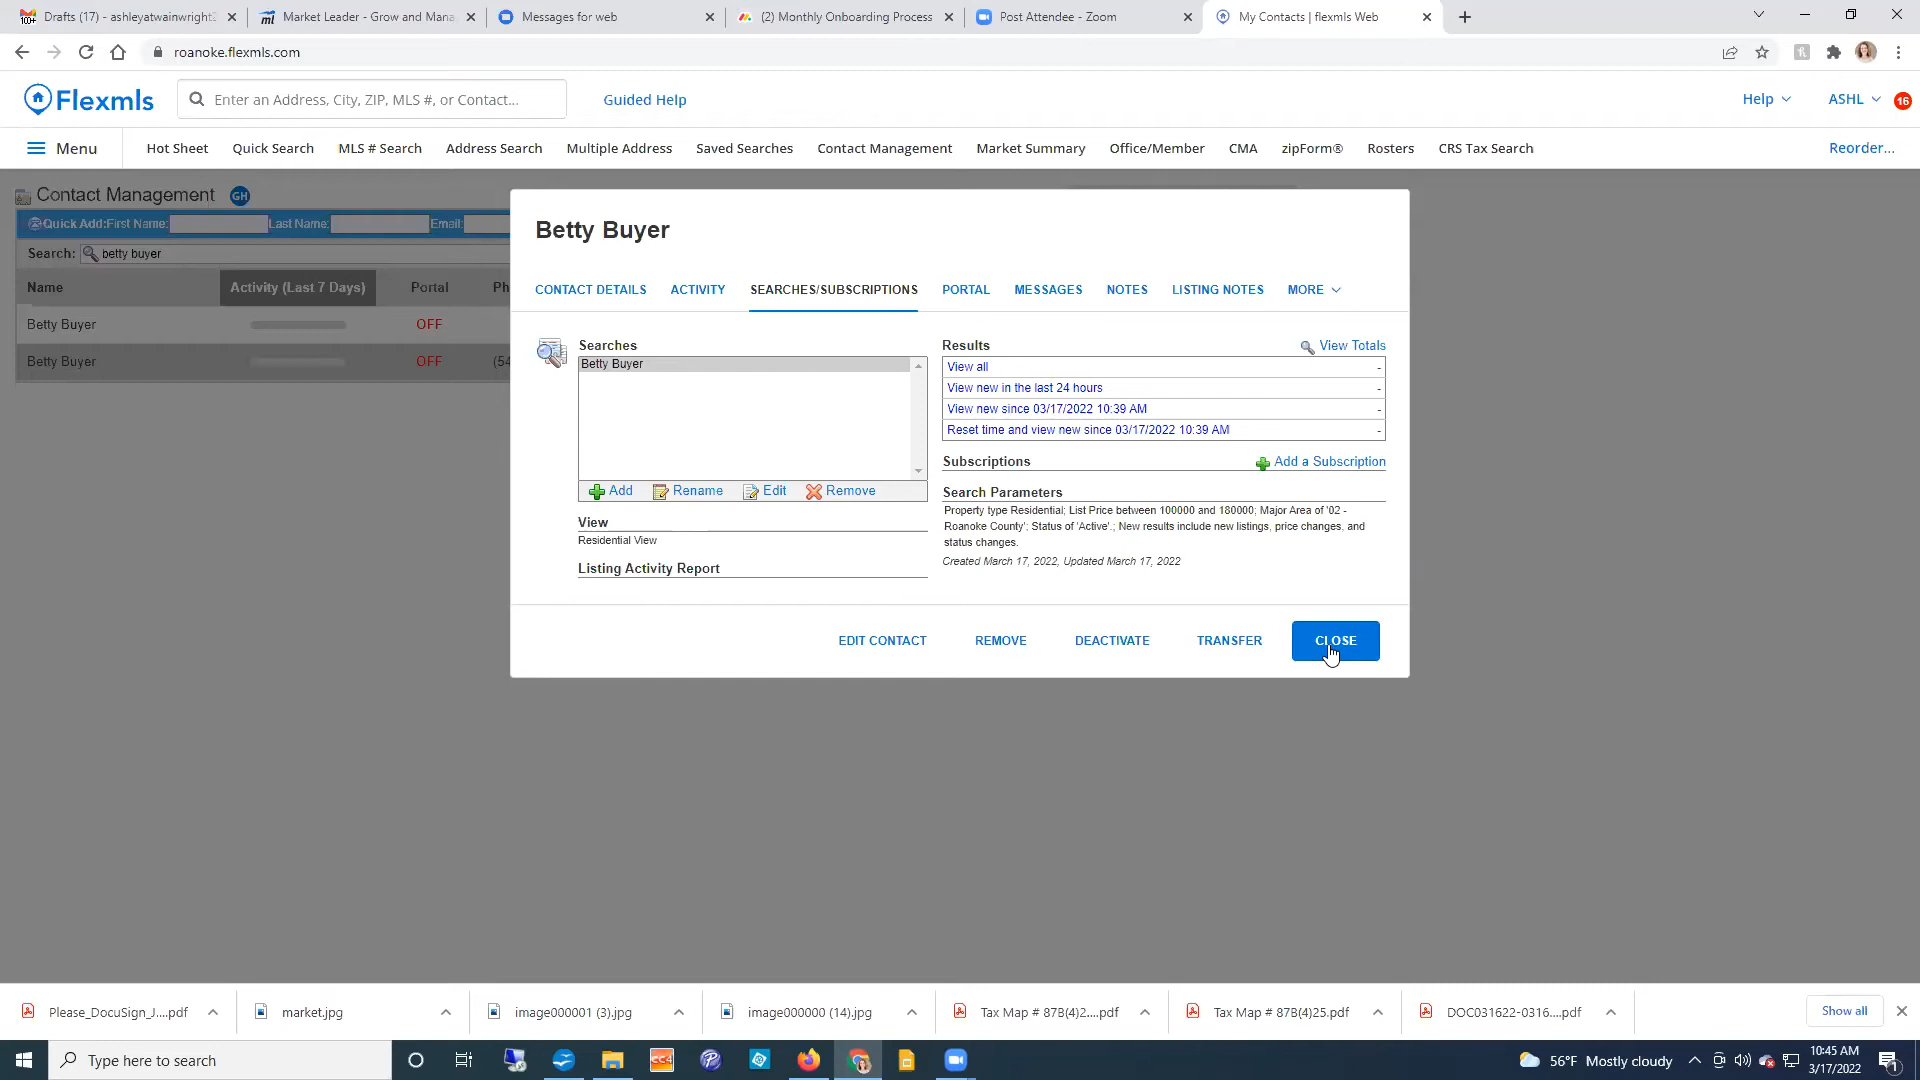 Drafts (17) - ashleyatwainwright2
Market Leader - Grow and Mana
Messages for web
(2) Monthly Onboarding Process
Post Attendee - Zoom
My Contacts | flexmls Web
roanoke.flexmls.com
Flexmls
Enter an Address, City, ZIP, MLS #, or Contact...
Guided Help
Help
ASHL
16
Menu
Hot Sheet
Quick Search
MLS # Search
Address Search
Multiple Address
Saved Searches
Contact Management
Market Summary
Office/Member
CMA
zipForm®
Rosters
CRS Tax Search
Reorder...
Contact Management
GH
Quick Add: First Name:
Last Name:
Email:
Search:
betty buyer
Name
Activity (Last 7 Days)
Portal
Ph
Betty Buyer
OFF
Betty Buyer
OFF
(54
Betty Buyer
CONTACT DETAILS
ACTIVITY
SEARCHES/SUBSCRIPTIONS
PORTAL
MESSAGES
NOTES
LISTING NOTES
MORE
Searches
Betty Buyer
Add
Rename
Edit
Remove
View
Residential View
Listing Activity Report
Results
View Totals
View all
-
View new in the last 24 hours
-
View new since 03/17/2022 10:39 AM
-
Reset time and view new since 03/17/2022 10:39 AM
-
Subscriptions
Add a Subscription
Search Parameters
Property type Residential; List Price between 100000 and 180000; Major Area of '02 -
Roanoke County'; Status of 'Active'.; New results include new listings, price changes, and
status changes.
Created March 17, 2022, Updated March 17, 2022
EDIT CONTACT
REMOVE
DEACTIVATE
TRANSFER
CLOSE
Please_DocuSign_J....pdf
market.jpg
image000001 (3).jpg
image000000 (14).jpg
Tax Map # 87B(4)2....pdf
Tax Map # 87B(4)25.pdf
DOC031622-0316....pdf
Show all
Type here to search
CC4
56°F Mostly cloudy
10:45 AM
3/17/2022
1